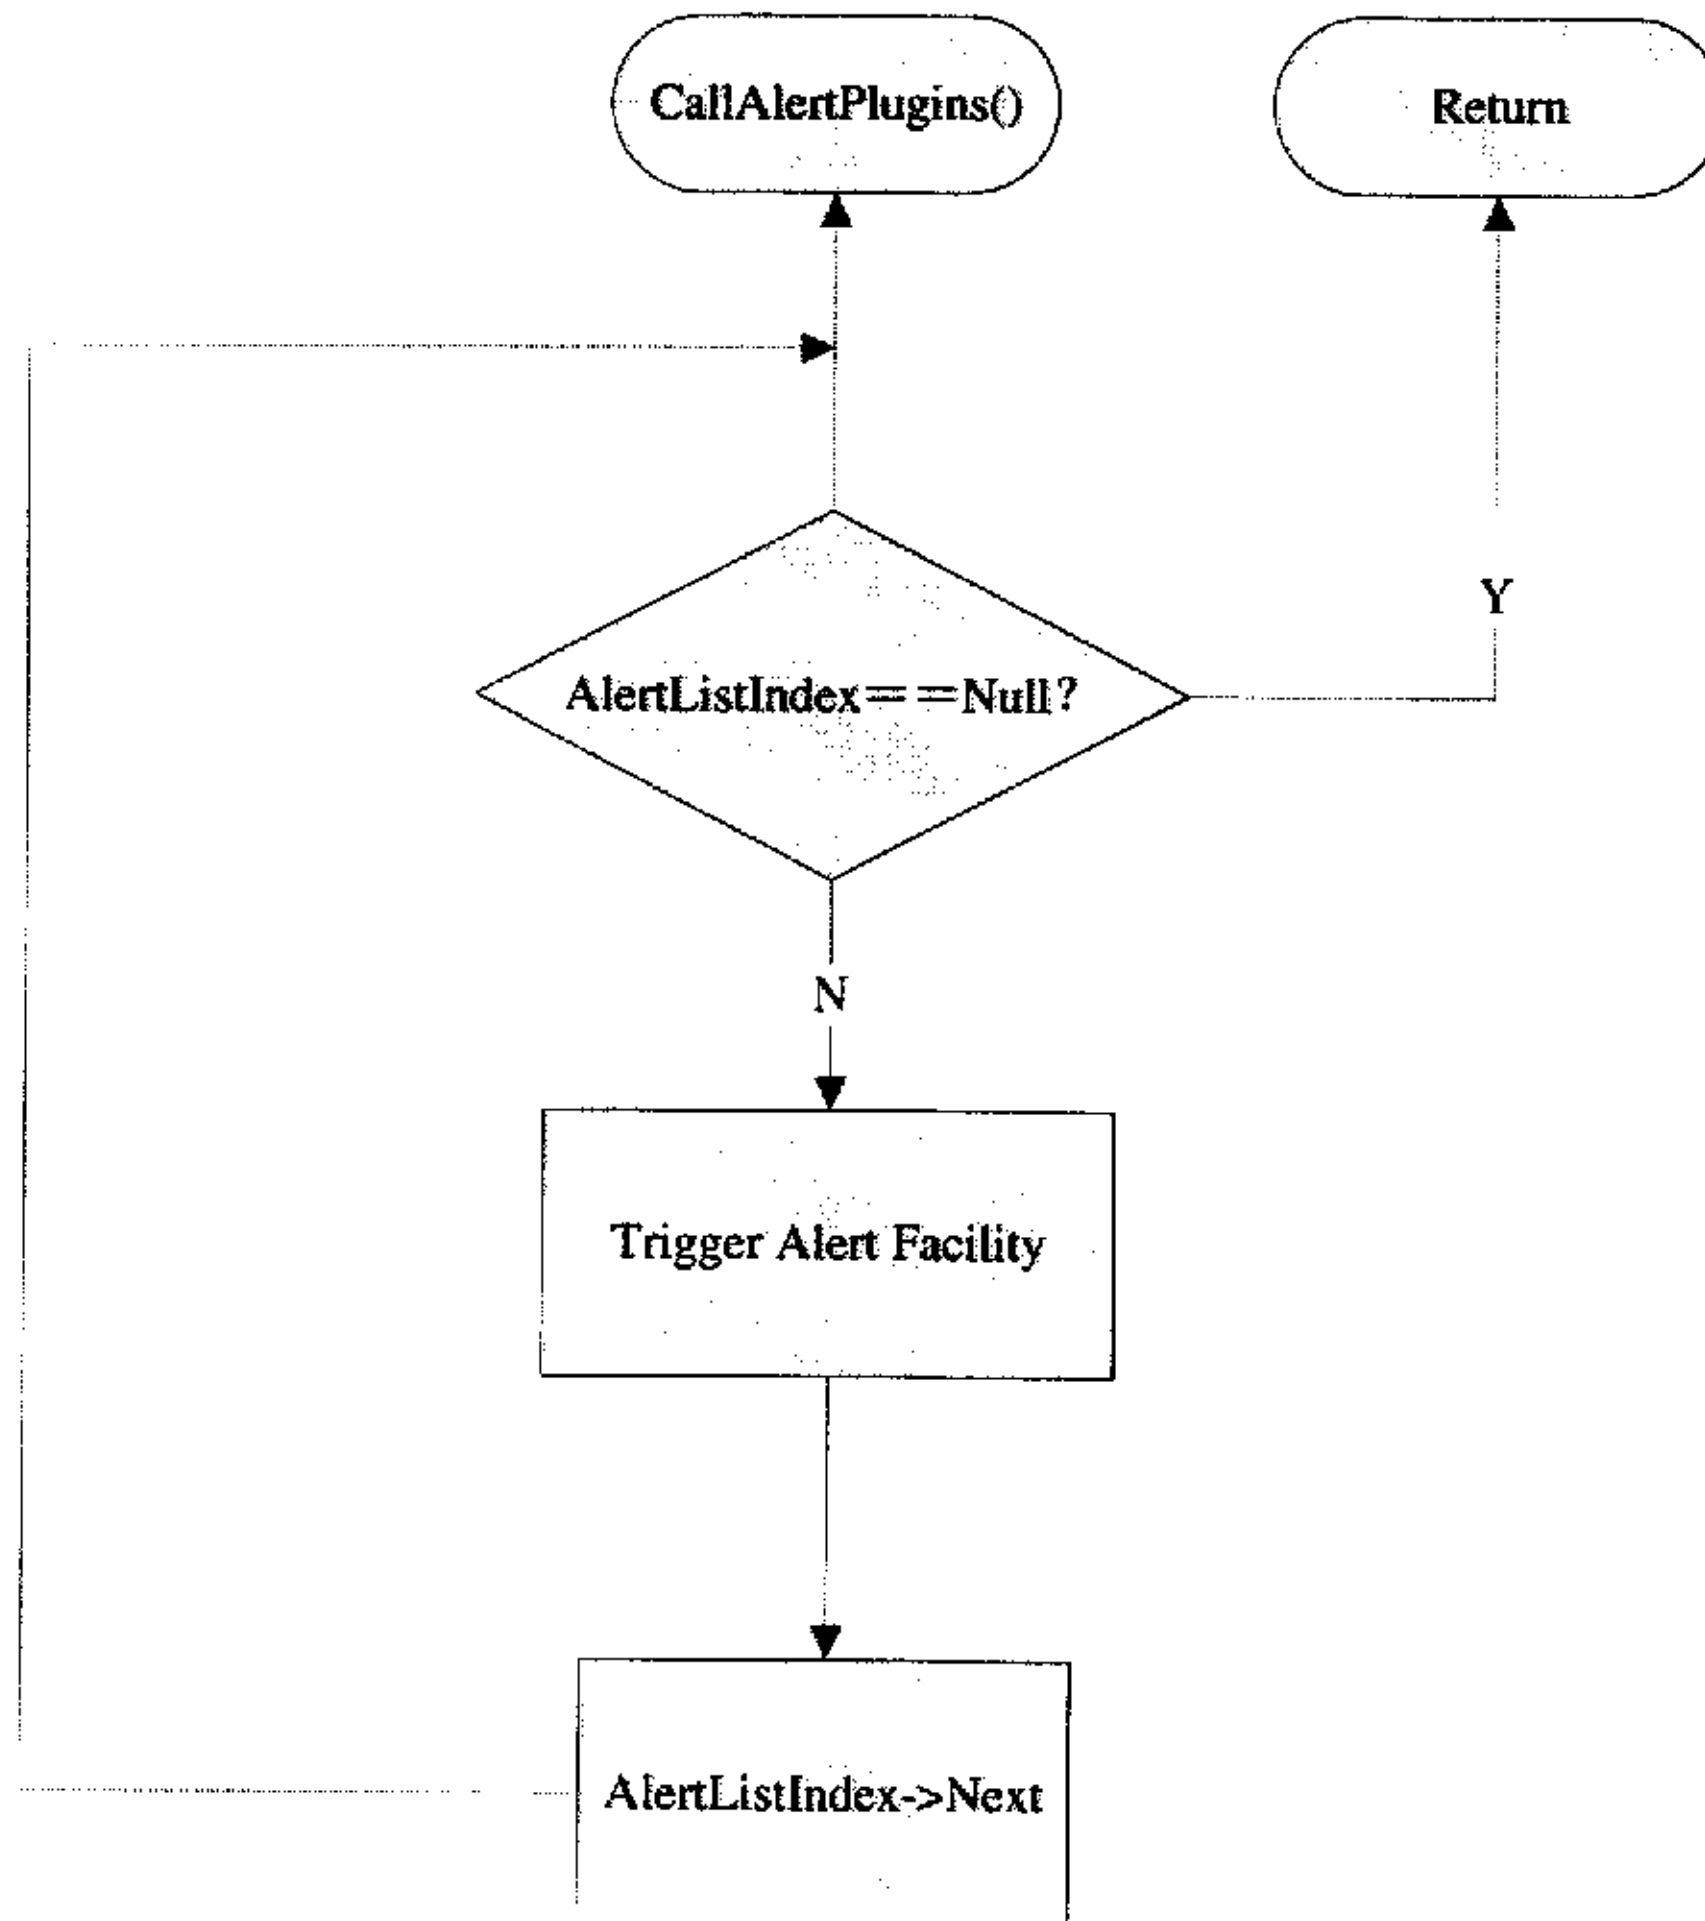 CallAlertPlugins()
Return
Y
AlertListIndex==Null?
N
Trigger Alert Facility
AlertListIndex->Next